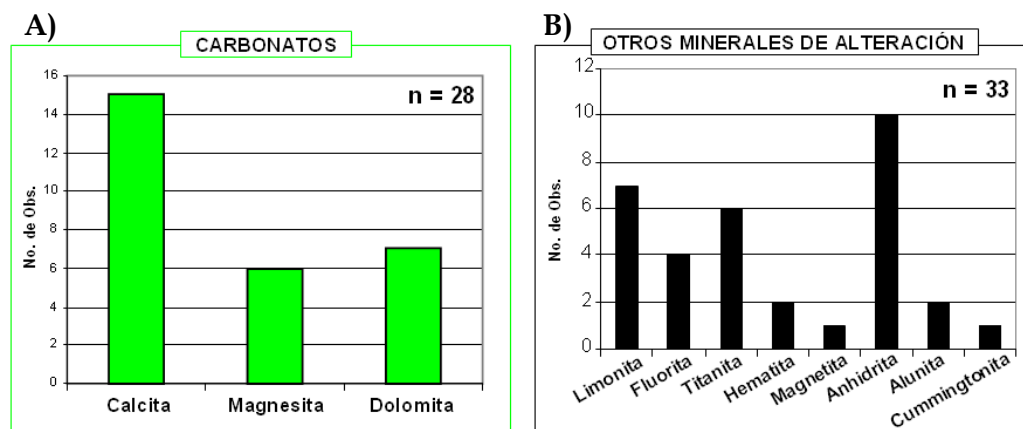 A)
CARBONATOS
n = 28
No. de Obs.
16
14
12
10
8
6
4
2
0
Calcita Magnesita Dolomita
B)
OTROS MINERALES DE ALTERACIÓN
n = 33
No. de Obs.
12
10
8
6
4
2
0
Limonita Fluorita Titanita Hematita Magnetita Anhidrita Alunita Cummingtonita